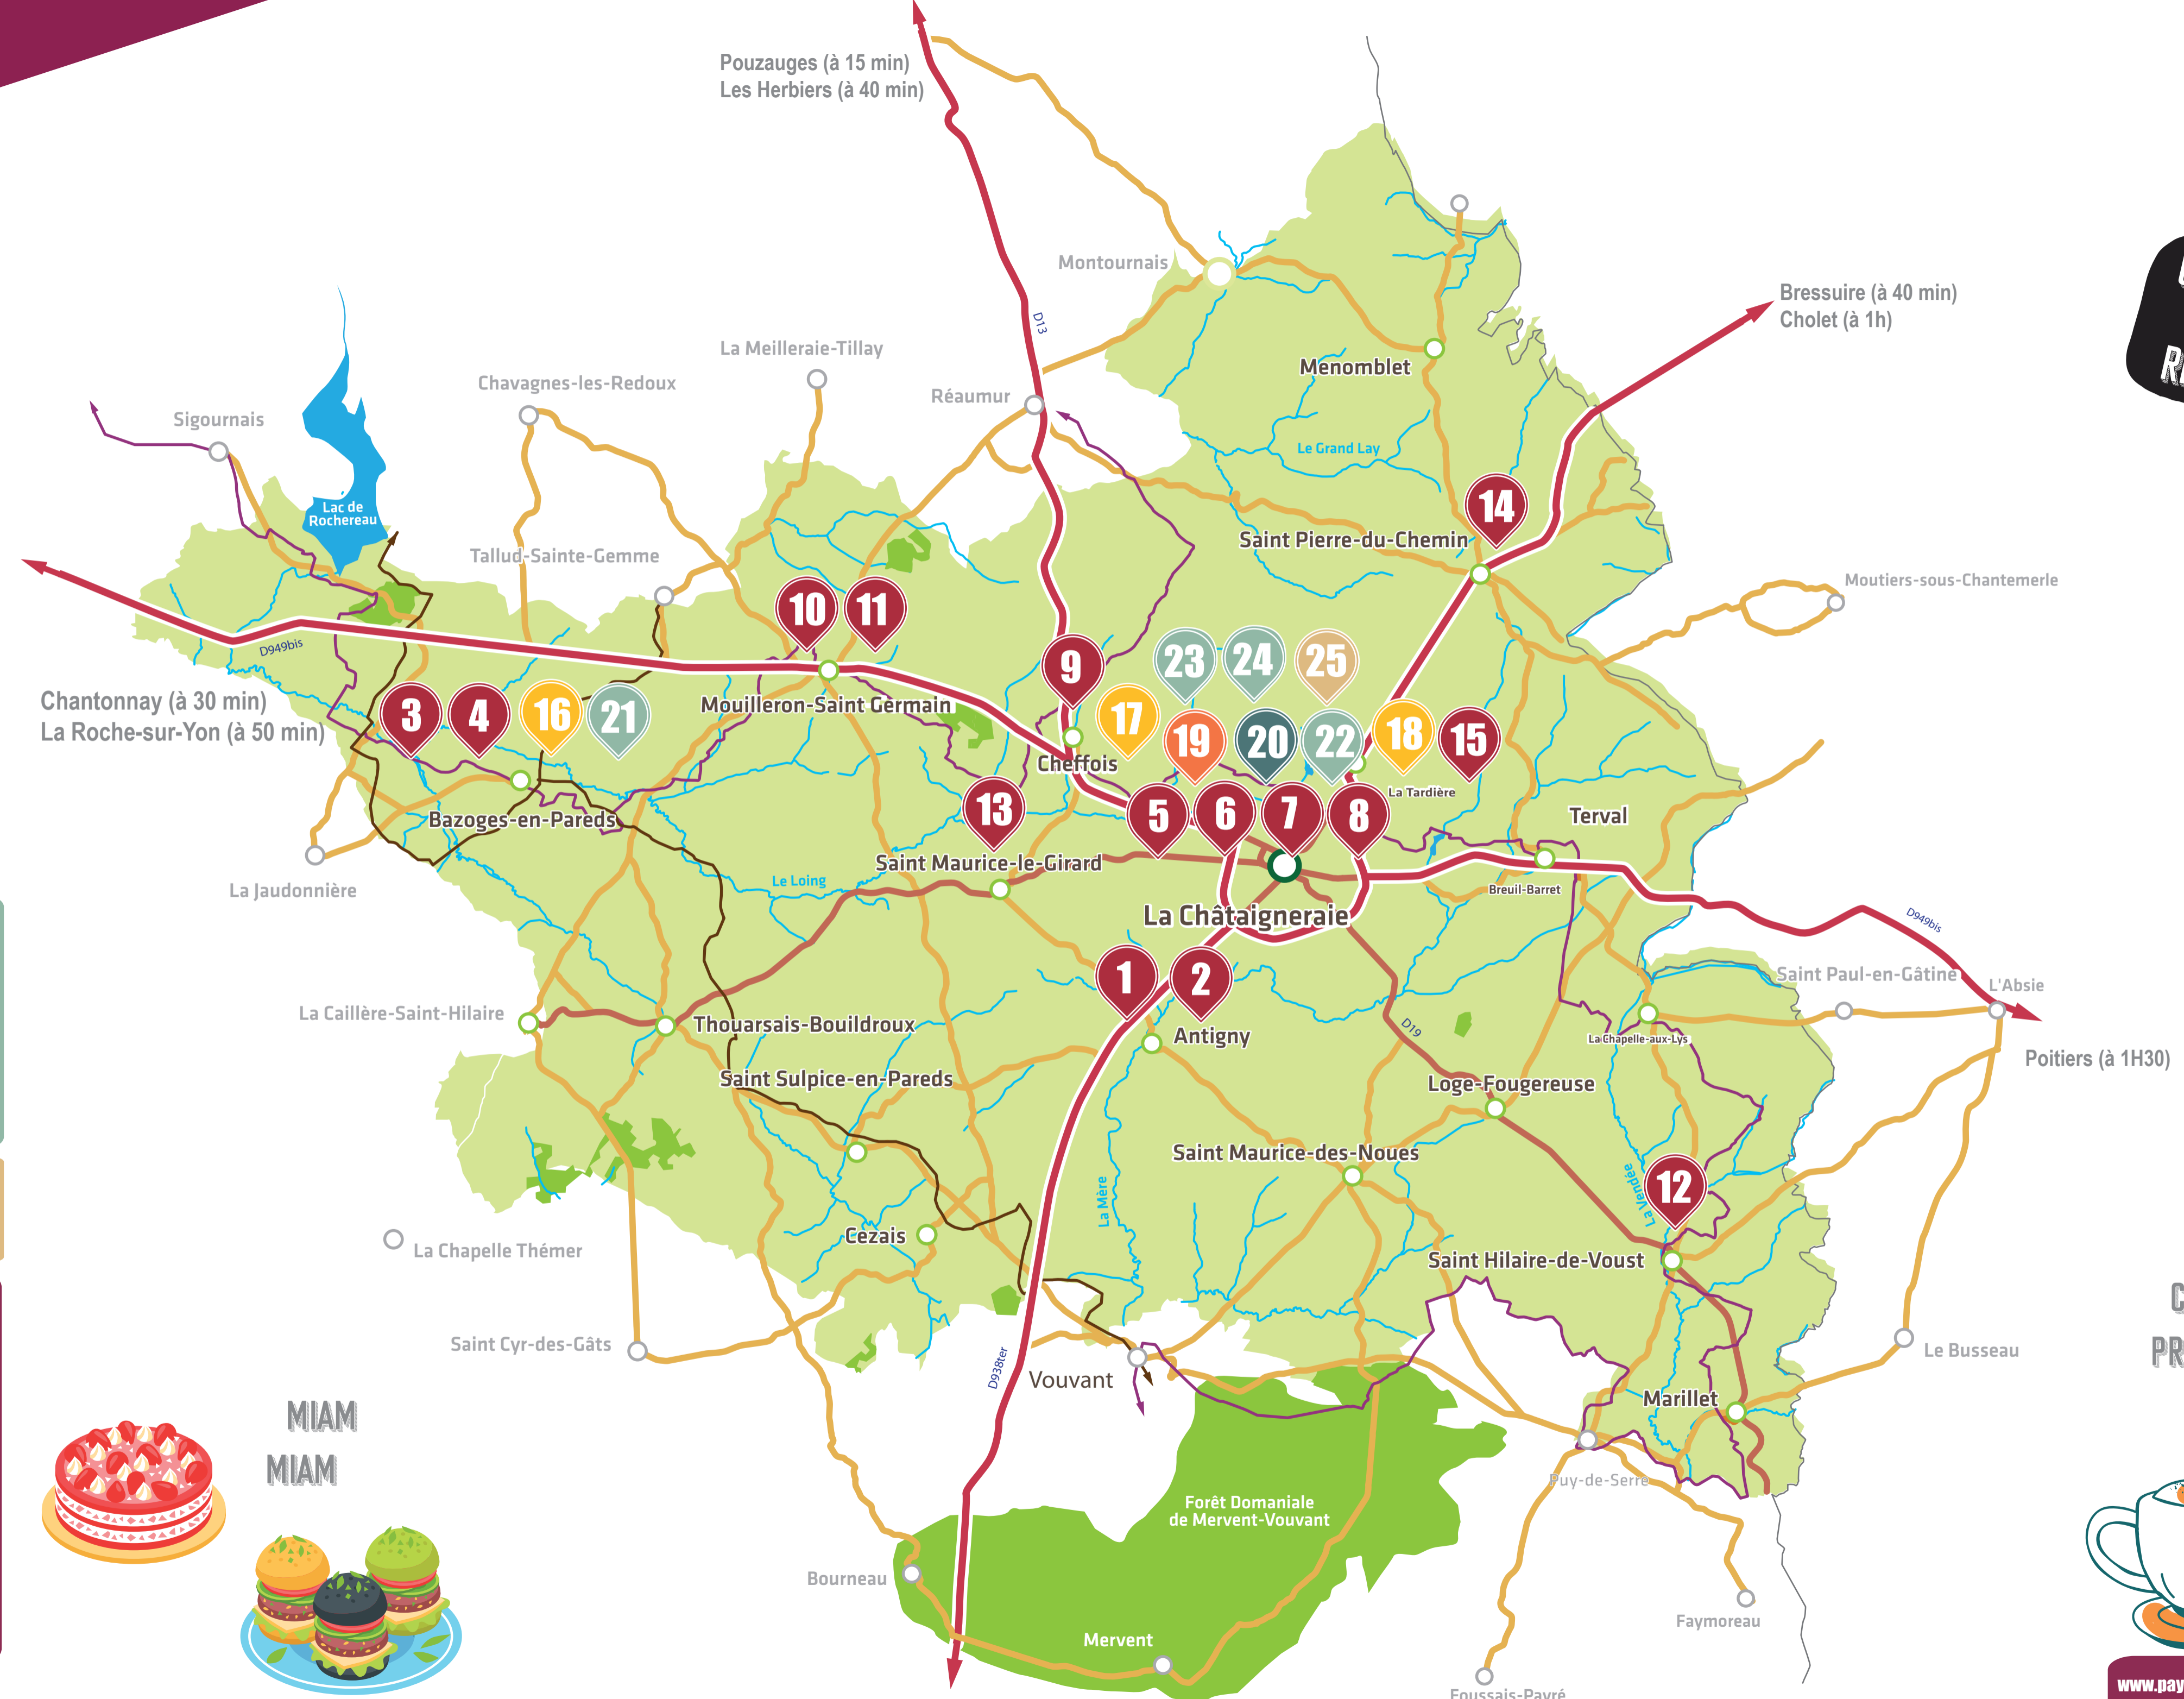 Pouzauges (à 15 min)
Les Herbiers (à 40 min)
Montournais
D13
Bressuire (à 40 min)
Cholet (à 1h)
La Meilleraie-Tillay
Menomblet
Chavagnes-les-Redoux
Réaumur
Sigournais
Le Grand Lay
Lac de
Rochereau
14
Saint Pierre-du-Chemin
Tallud-Sainte-Gemme
Moutiers-sous-Chantemerle
10
11
D949bis
9
23
24
25
Chantonnay (à 30 min)
La Roche-sur-Yon (à 50 min)
3
4
16
21
Mouilleron-Saint Germain
17
19
20
22
18
15
Cheffois
La Tardière
13
5
6
7
8
Bazoges-en-Pareds
Terval
Saint Maurice-le-Girard
Le Loing
La Jaudonnière
Breuil-Barret
La Châtaigneraie
D949bis
1
2
Saint Paul-en-Gâtine
L'Absie
La Caillère-Saint-Hilaire
Thouarsais-Bouildroux
Antigny
D19
La Chapelle-aux-Lys
Poitiers (à 1H30)
Saint Sulpice-en-Pareds
Loge-Fougereuse
Saint Maurice-des-Noues
La Mère
La Vendée
12
Cezais
La Chapelle Thémer
Saint Hilaire-de-Voust
Saint Cyr-des-Gâts
D938ter
Vouvant
Le Busseau
Marillet
MIAM
MIAM
Puy-de-Serre
Forêt Domaniale
de Mervent-Vouvant
Bourneau
Faymoreau
Mervent
Foussais-Payré
PR
www.pay